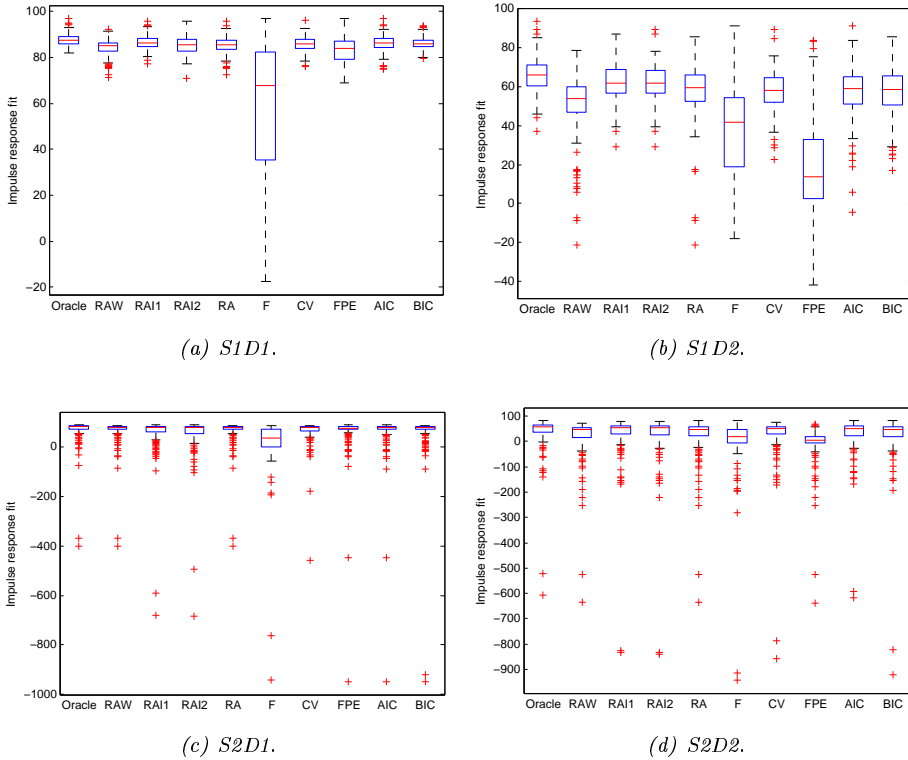 Impulse response fit
100
80
60
40
20
0
−20
Oracle RAW RAI1 RAI2 RA F CV FPE AIC BIC
(a) S1D1.
Impulse response fit
100
80
60
40
20
0
−20
−40
Oracle RAW RAI1 RAI2 RA F CV FPE AIC BIC
(b) S1D2.
Impulse response fit
0
−200
−400
−600
−800
−1000
Oracle RAW RAI1 RAI2 RA F CV FPE AIC BIC
(c) S2D1.
Impulse response fit
100
0
−100
−200
−300
−400
−500
−600
−700
−800
−900
Oracle RAW RAI1 RAI2 RA F CV FPE AIC BIC
(d) S2D2.